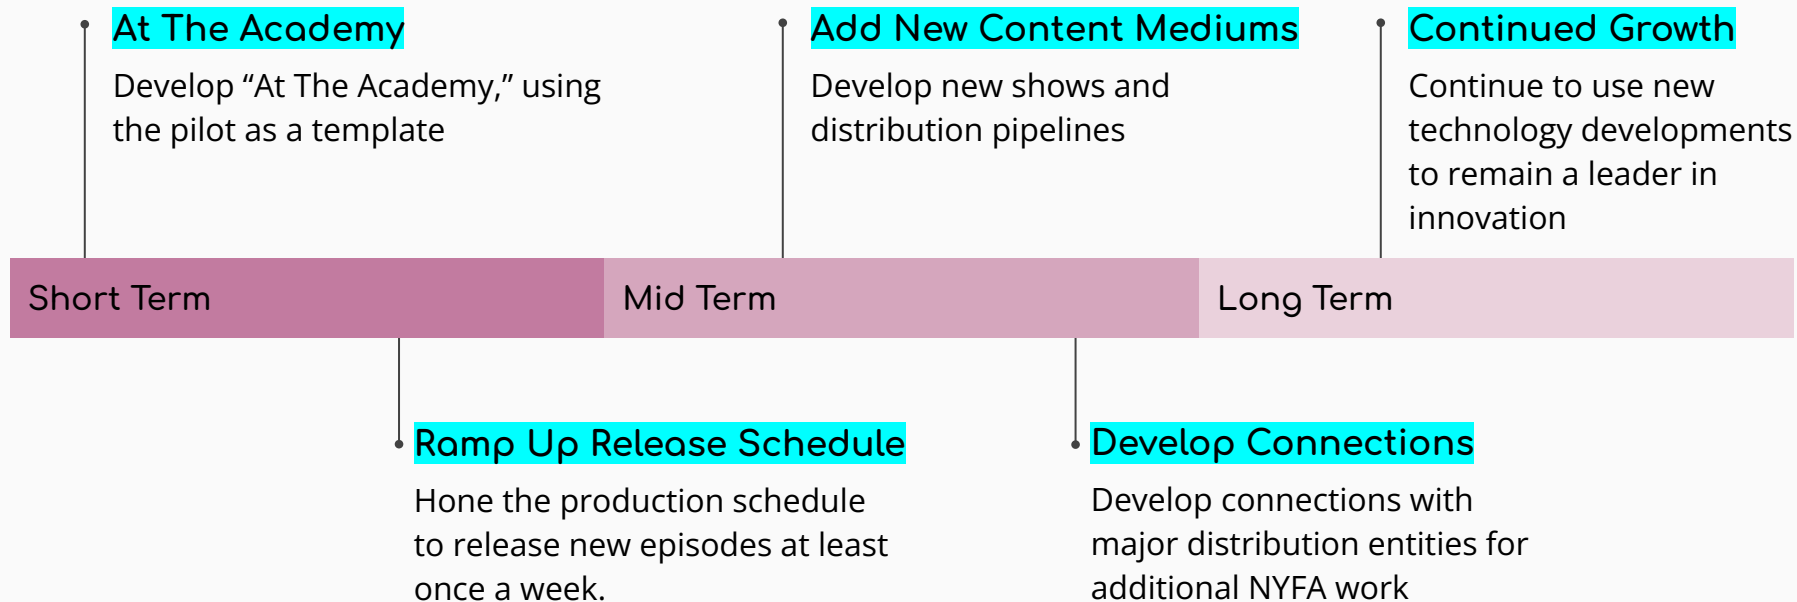 At The Academy
Develop “At The Academy,” using
the pilot as a template
Add New Content Mediums
Develop new shows and
distribution pipelines
Continued Growth
Continue to use new
technology developments
to remain a leader in
innovation
Short Term
Mid Term
Long Term
Ramp Up Release Schedule
Hone the production schedule
to release new episodes at least
once a week.
Develop Connections
Develop connections with
major distribution entities for
additional NYFA work